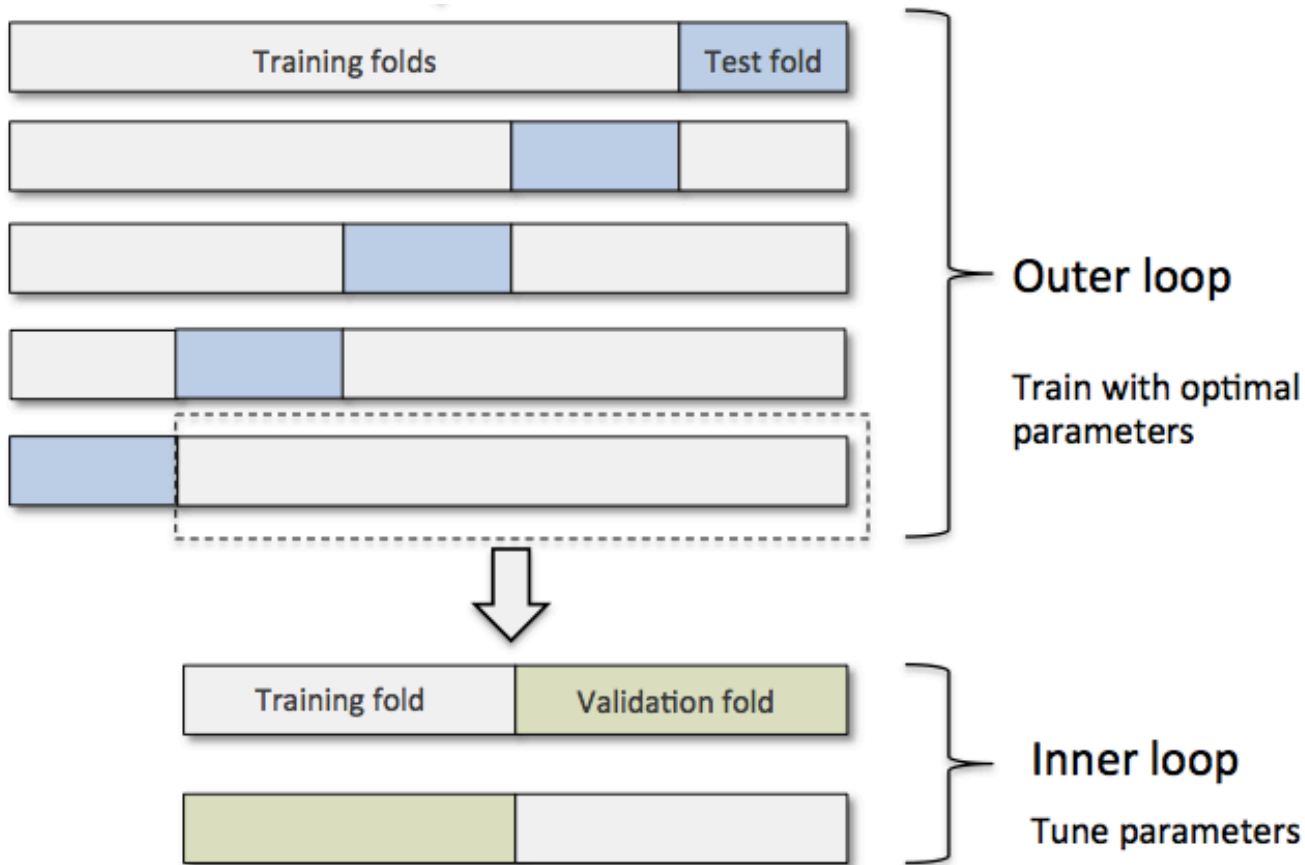 Training folds
Test fold
Outer loop
Train with optimal
parameters
Training fold
Validation fold
Inner loop
Tune parameters